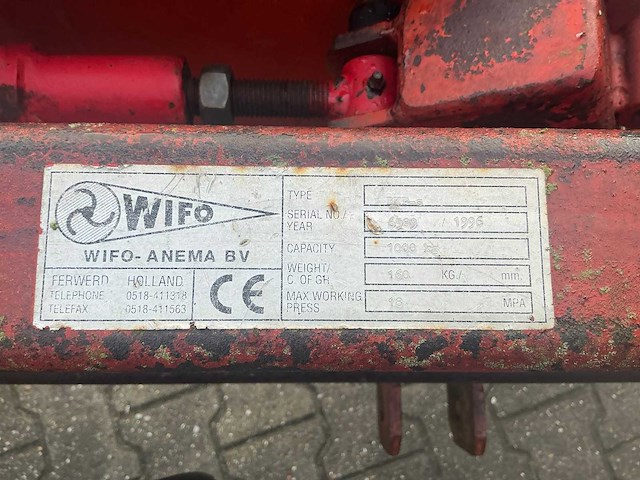 WIFO
WIFO-ANEMA BV
FERWERD HOLLAND
TELEPHONE 0518-411318
TELEFAX 0518-411563
CE
TYPE
SERIAL NO./ YEAR / 1996
CAPACITY 1000
WEIGHT/ C. OF GR. KG./ mm.
MAX.WORKING PRESS MPA